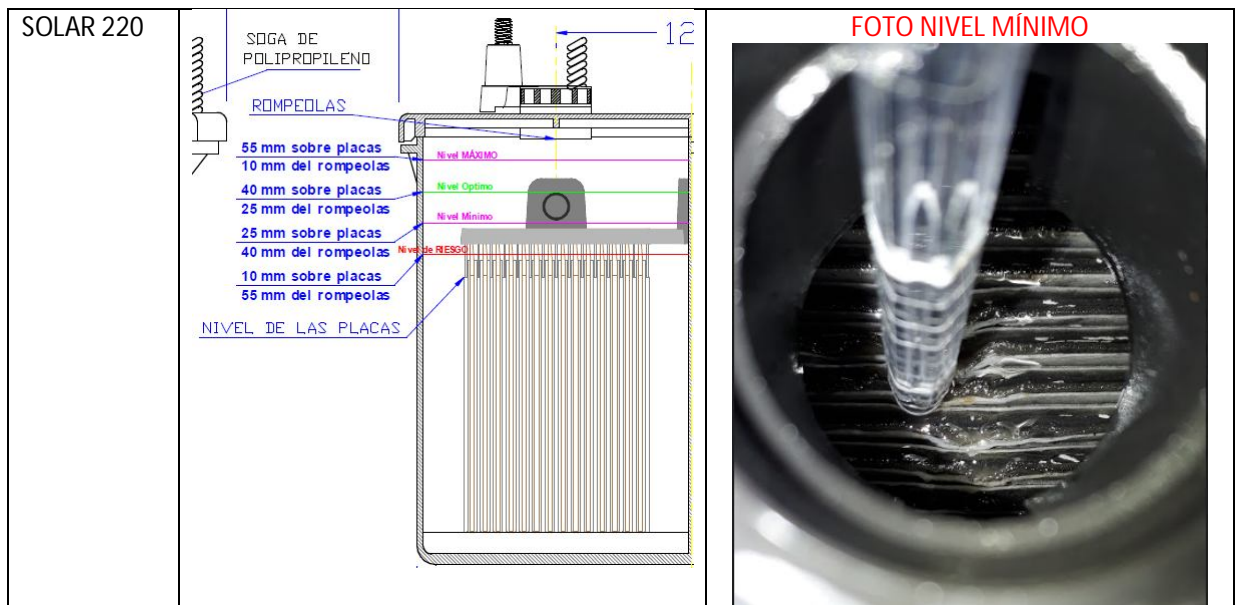 SOLAR 220
SOGA DE
POLIPROPILENO
12
ROMPEOLAS
55 mm sobre placas
10 mm del rompeolas
Nivel MÁXIMO
40 mm sobre placas
25 mm del rompeolas
Nivel Optimo
25 mm sobre placas
40 mm del rompeolas
Nivel Mínimo
Nivel de RIESGO
10 mm sobre placas
55 mm del rompeolas
NIVEL DE LAS PLACAS
FOTO NIVEL MÍNIMO